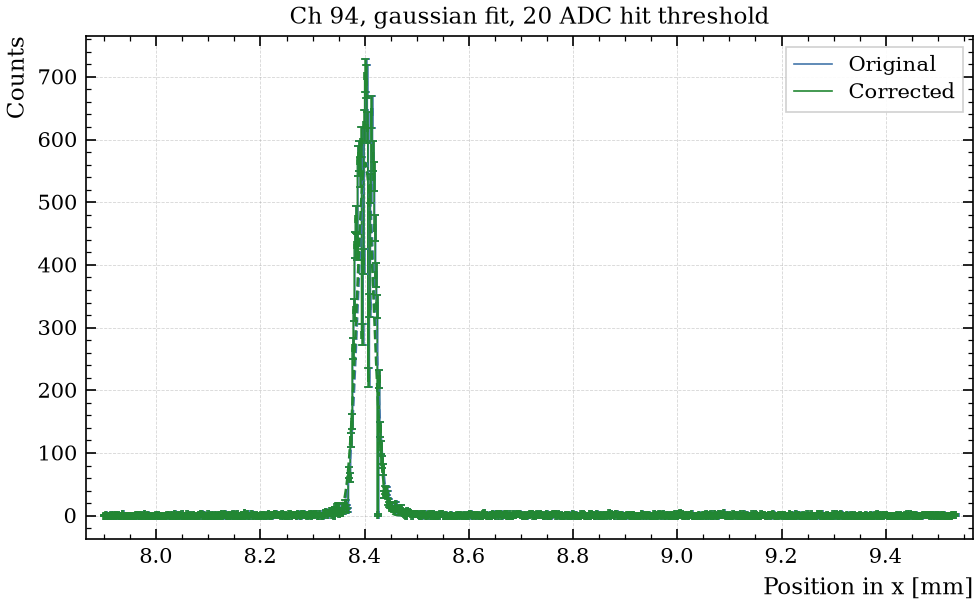 Ch 94, gaussian fit, 20 ADC hit threshold
Counts
Original
Corrected
700
600
500
400
300
200
100
0
8.0 8.2 8.4 8.6 8.8 9.0 9.2 9.4
Position in x [mm]